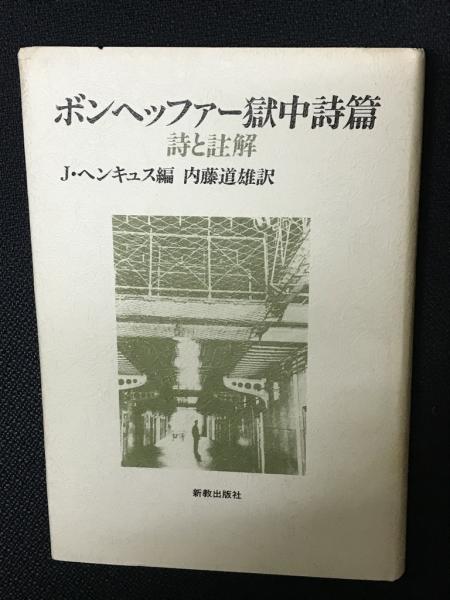 ボンヘッファー獄中詩篇
詩と註解
J・ヘンキュス編 内藤道雄訳
新教出版社